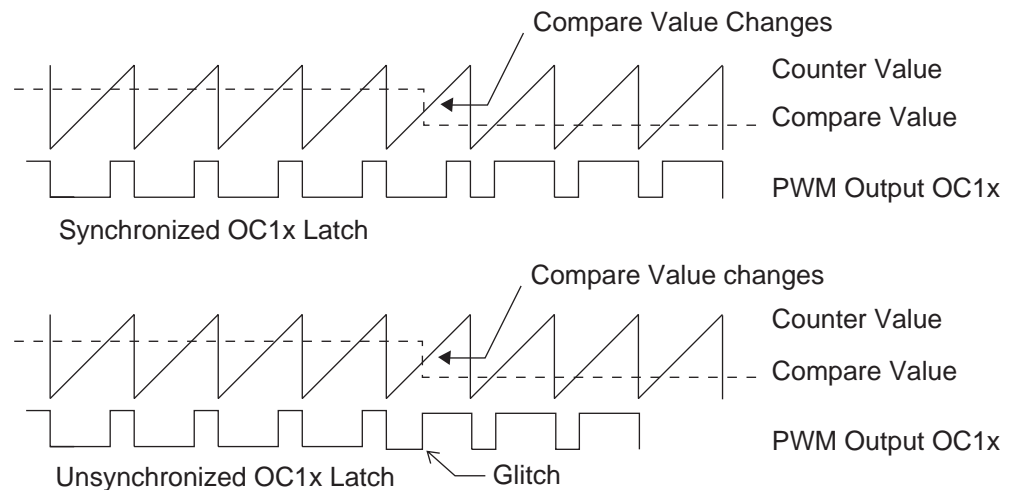 Compare Value Changes
Counter Value
Compare Value
PWM Output OC1x
Synchronized OC1x Latch
Compare Value changes
Counter Value
Compare Value
PWM Output OC1x
Unsynchronized OC1x Latch
Glitch